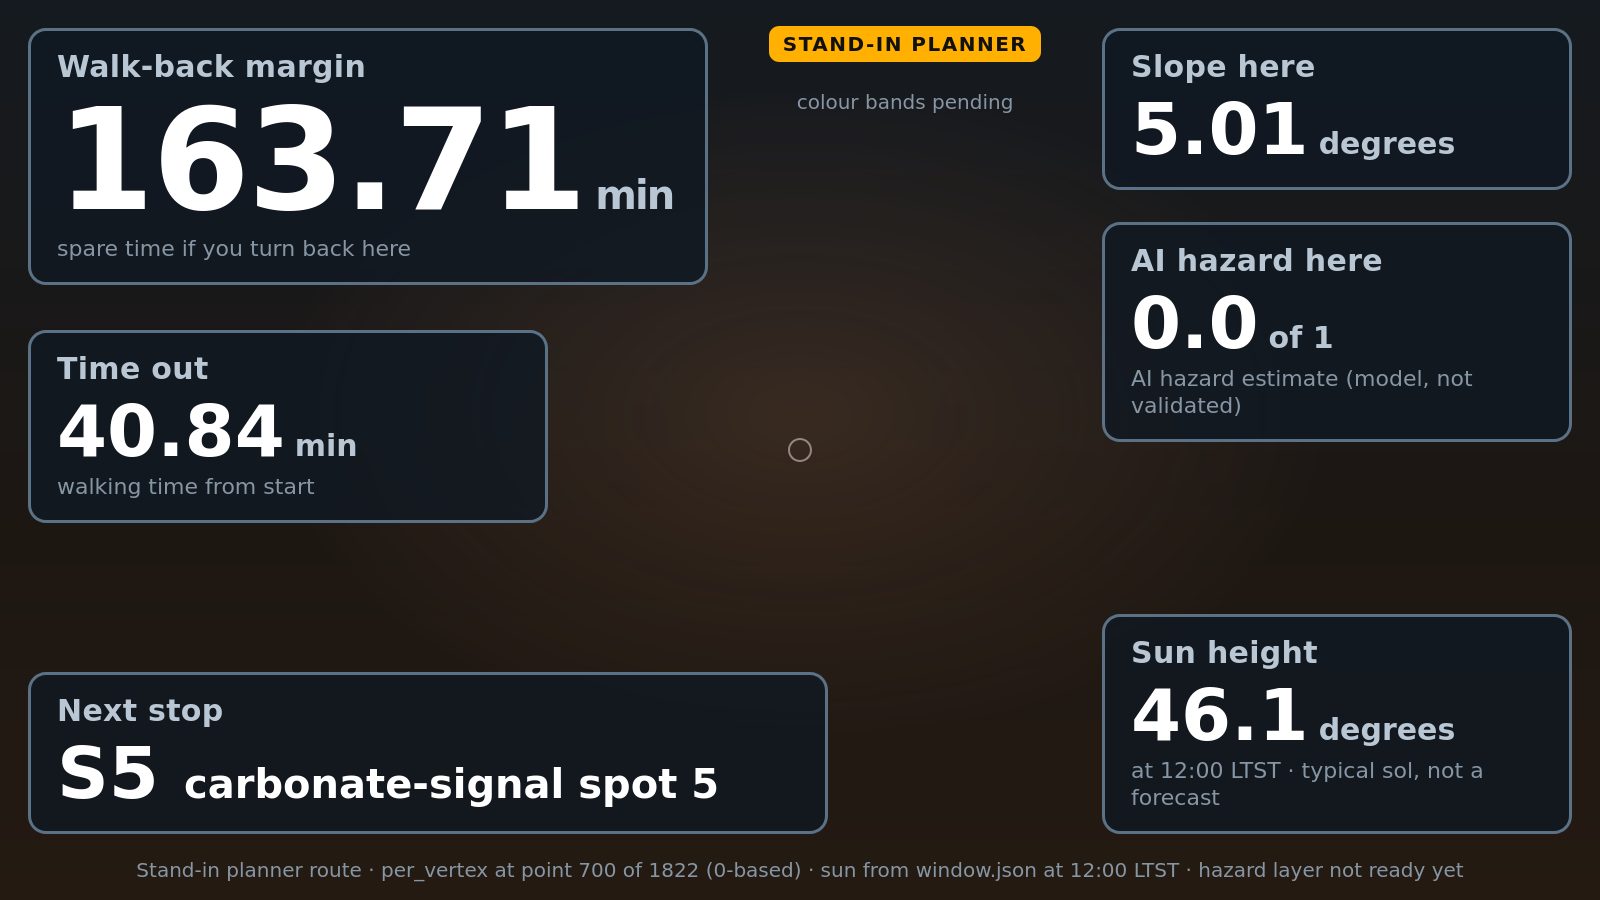 Walk-back margin
163.71 min
spare time if you turn back here
STAND-IN PLANNER
colour bands pending
Slope here
5.01 degrees
AI hazard here
0.0 of 1
AI hazard estimate (model, not
validated)
Time out
40.84 min
walking time from start
Next stop
S5 carbonate-signal spot 5
Sun height
46.1 degrees
at 12:00 LTST · typical sol, not a
forecast
Stand-in planner route · per_vertex at point 700 of 1822 (0-based) · sun from window.json at 12:00 LTST · hazard layer not ready yet